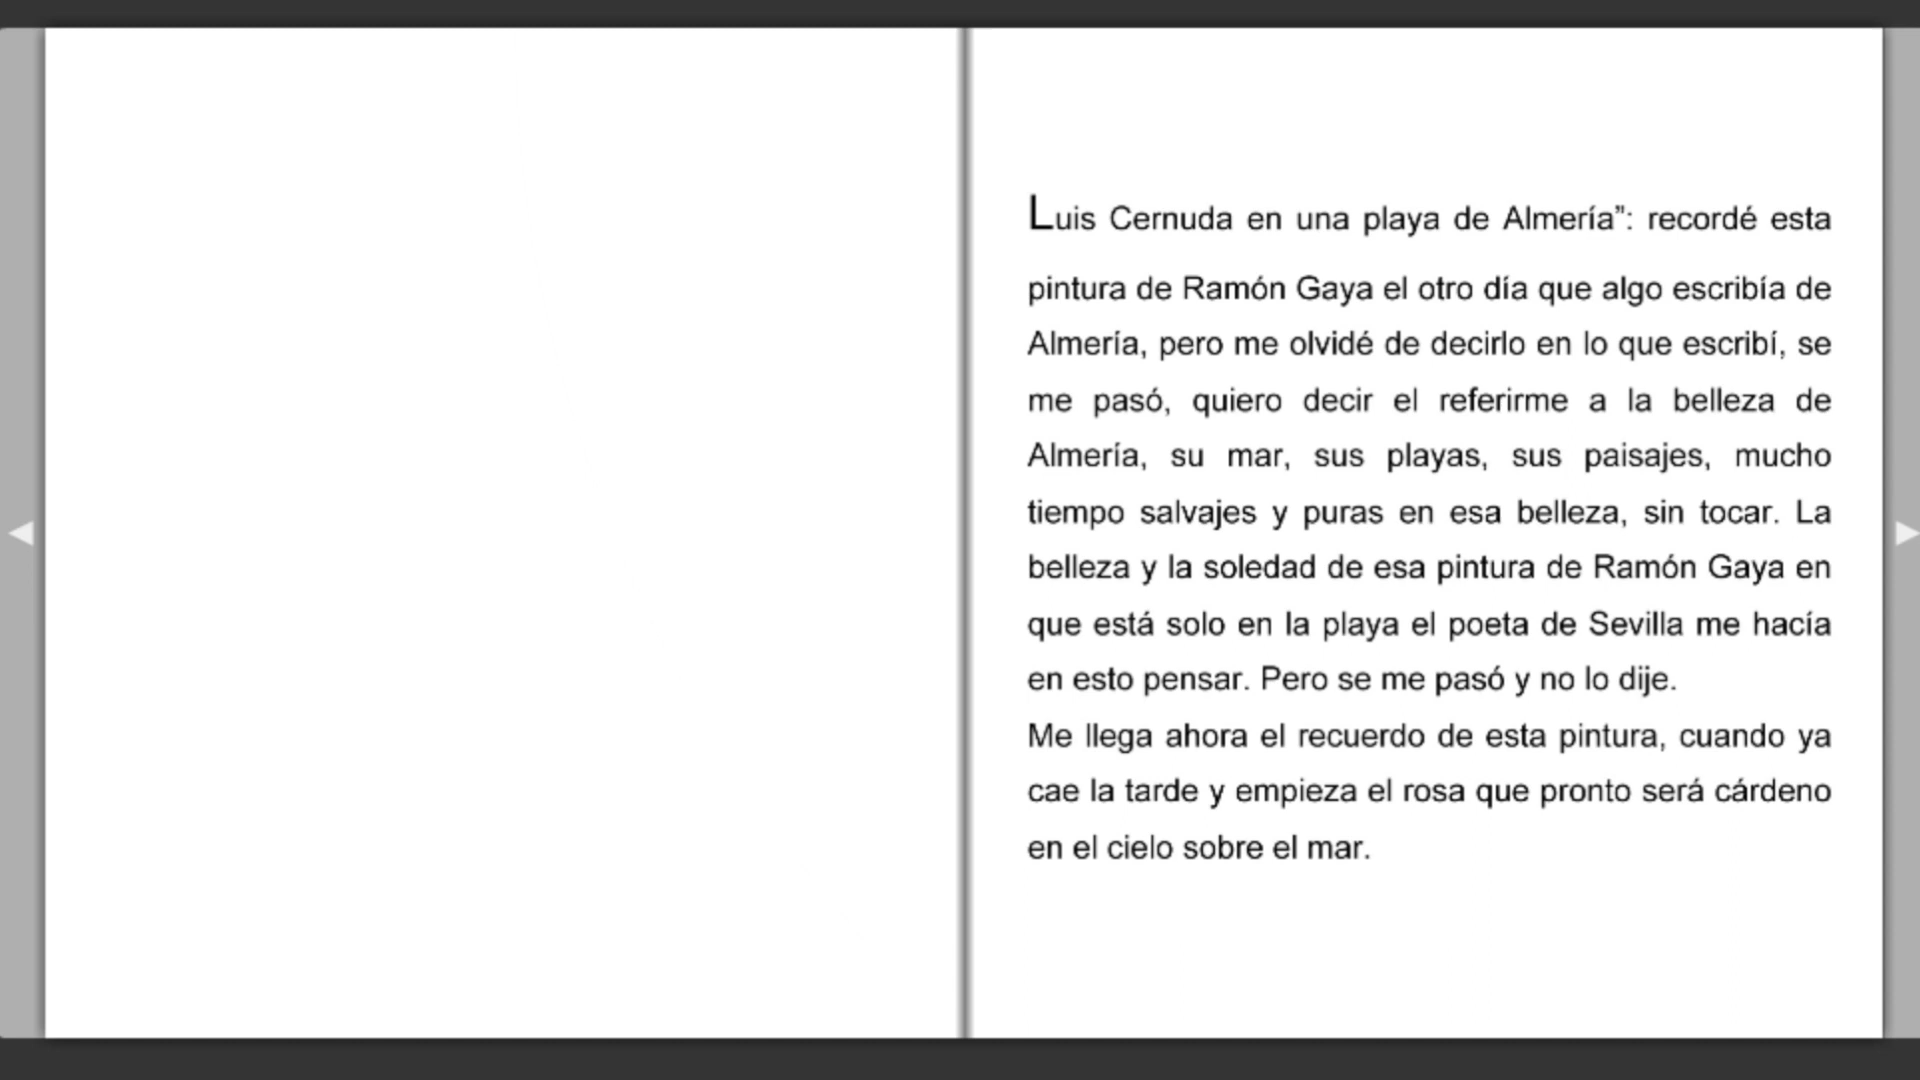 Luis Cernuda en una playa de Almería”: recordé esta
pintura de Ramón Gaya el otro día que algo escribía de
Almería, pero me olvidé de decirlo en lo que escribí, se
me pasó, quiero decir el referirme a la belleza de
Almería, su mar, sus playas, sus paisajes, mucho
tiempo salvajes y puras en esa belleza, sin tocar. La
belleza y la soledad de esa pintura de Ramón Gaya en
que está solo en la playa el poeta de Sevilla me hacía
en esto pensar. Pero se me pasó y no lo dije.
Me llega ahora el recuerdo de esta pintura, cuando ya
cae la tarde y empieza el rosa que pronto será cárdeno
en el cielo sobre el mar.